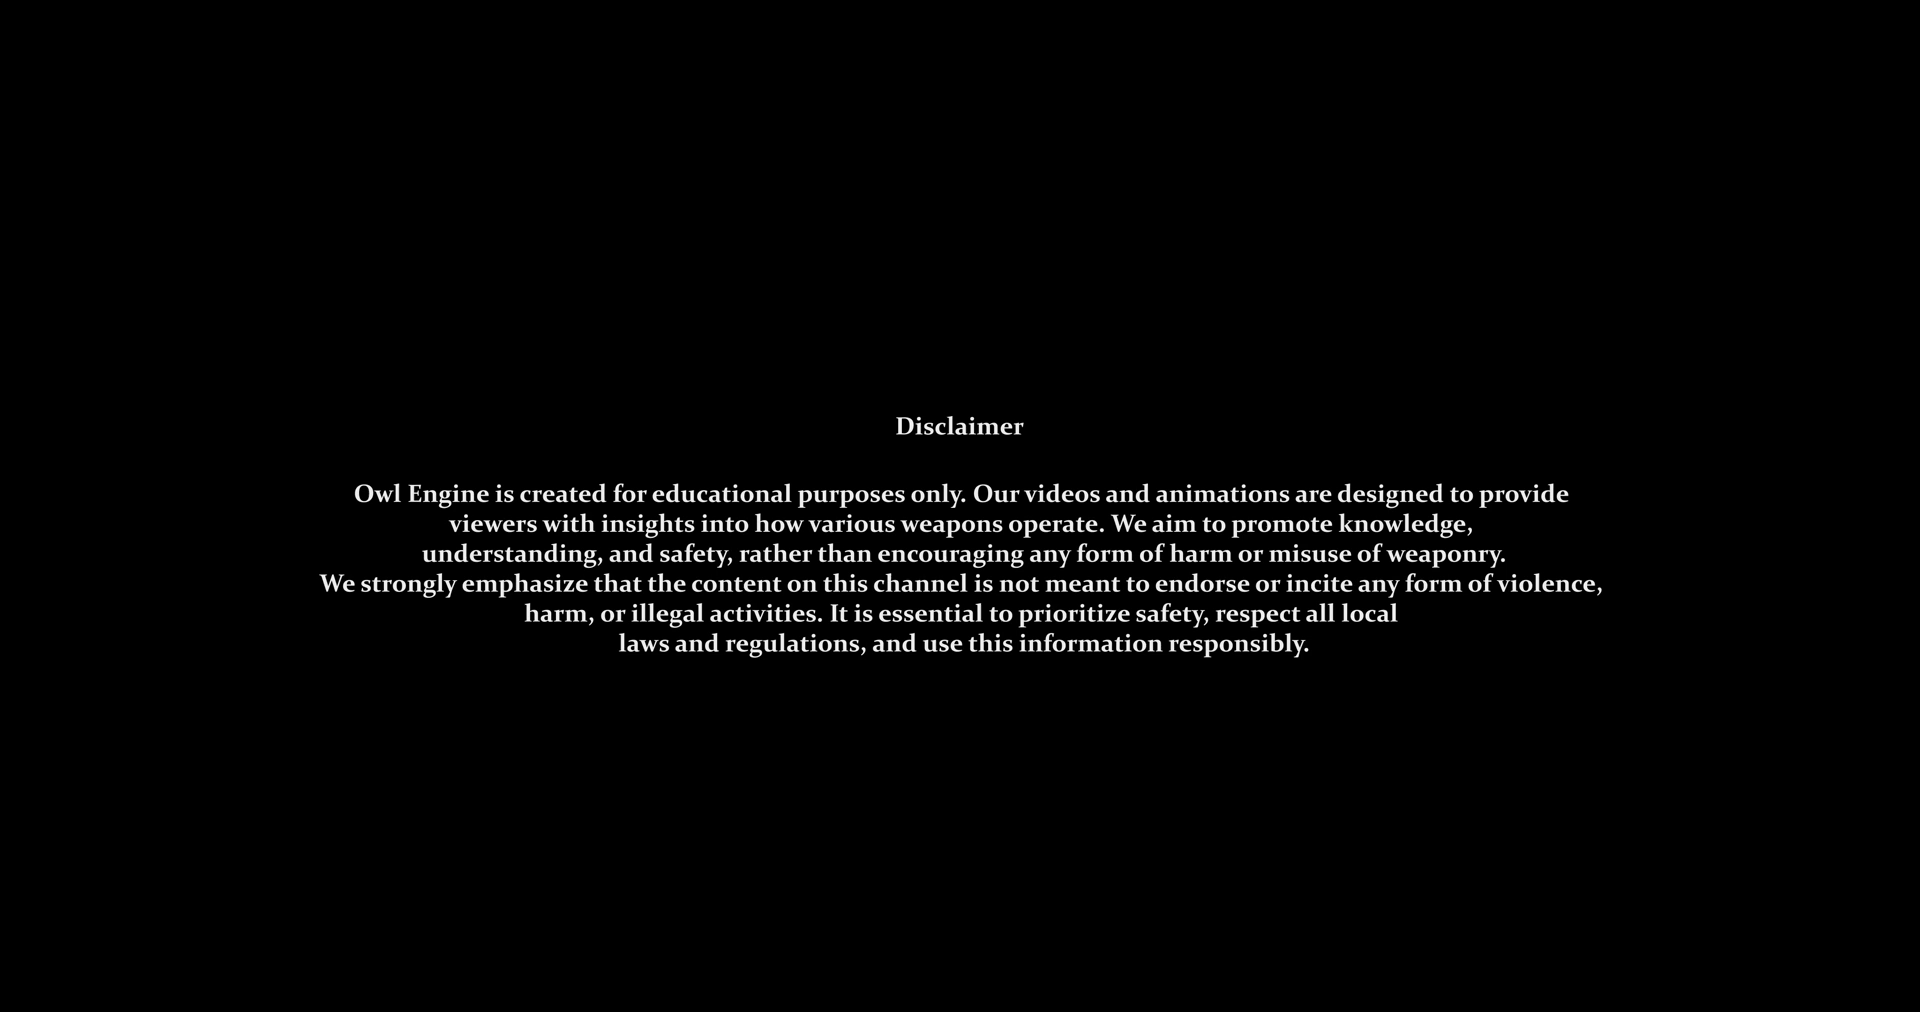 Disclaimer
Owl Engine is created for educational purposes only. Our videos and animations are designed to provide
viewers with insights into how various weapons operate. We aim to promote knowledge,
understanding, and safety, rather than encouraging any form of harm or misuse of weaponry.
We strongly emphasize that the content on this channel is not meant to endorse or incite any form of violence,
harm, or illegal activities. It is essential to prioritize safety, respect all local
laws and regulations, and use this information responsibly.